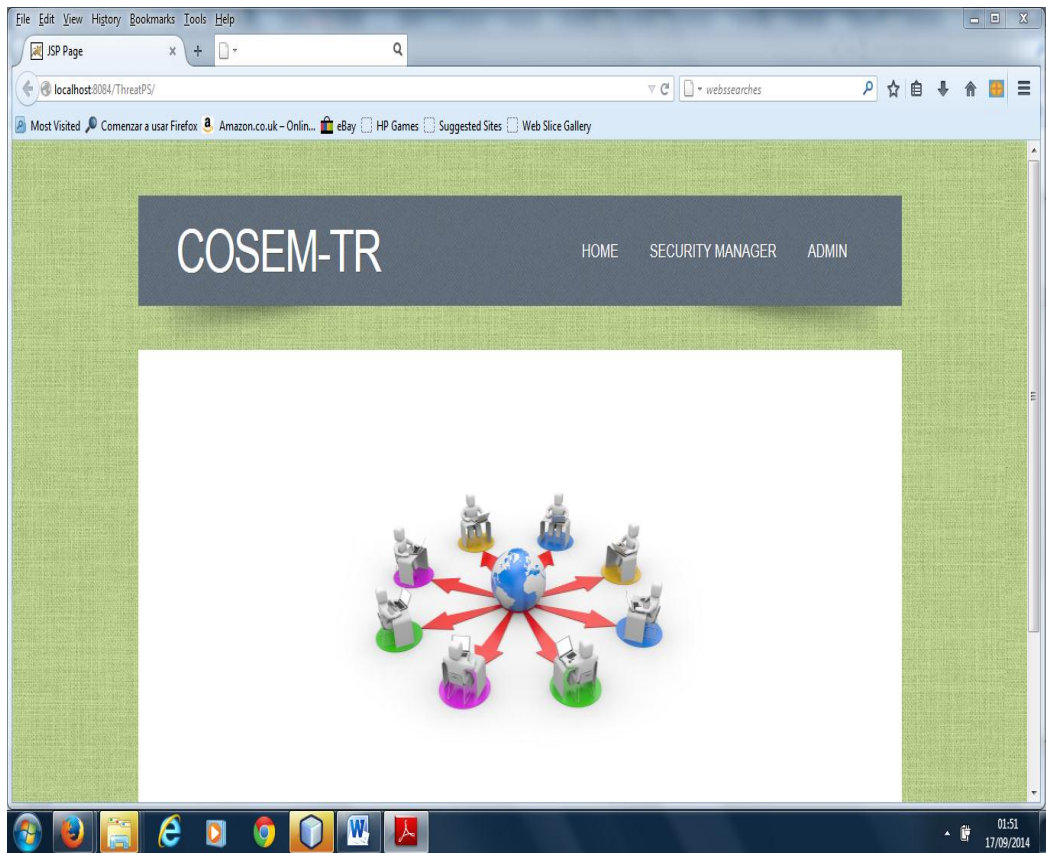 File Edit View History Bookmarks Tools Help
JSP Page
localhost:8084/ThreatPS/
webssearches
Most Visited Comenzar a usar Firefox Amazon.co.uk – Onlin... eBay HP Games Suggested Sites Web Slice Gallery
COSEM-TR
HOME SECURITY MANAGER ADMIN
01:51
17/09/2014